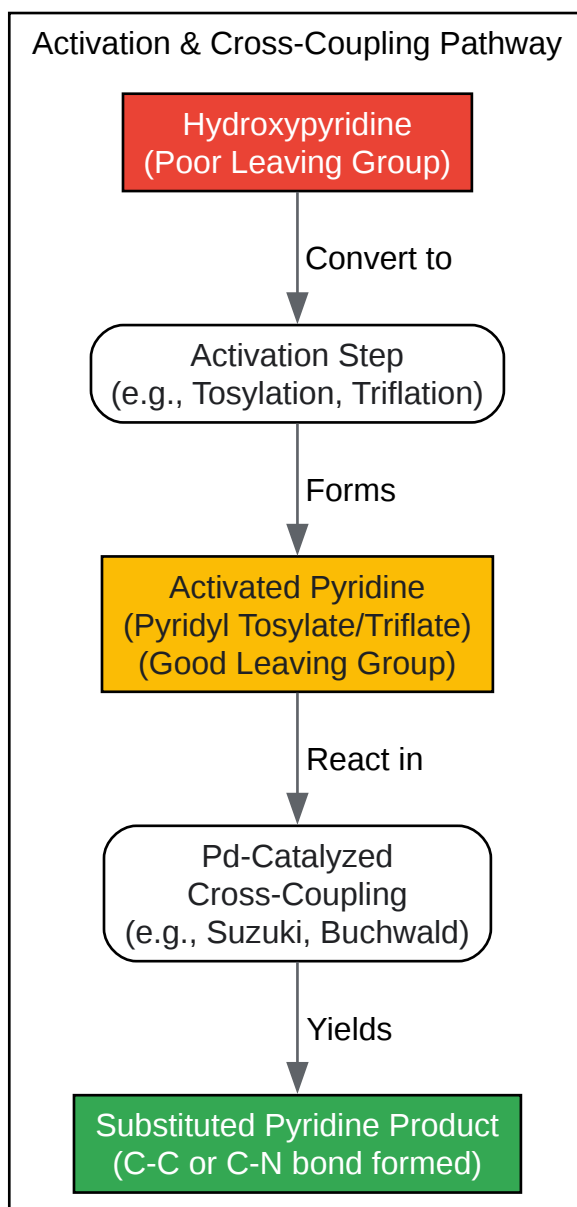 Activation & Cross-Coupling Pathway
Hydroxypyridine
(Poor Leaving Group)
Convert to
Activation Step
(e.g., Tosylation, Triflation)
Forms
Activated Pyridine
(Pyridyl Tosylate/Triflate)
(Good Leaving Group)
React in
Pd-Catalyzed
Cross-Coupling
(e.g., Suzuki, Buchwald)
Yields
Substituted Pyridine Product
(C-C or C-N bond formed)